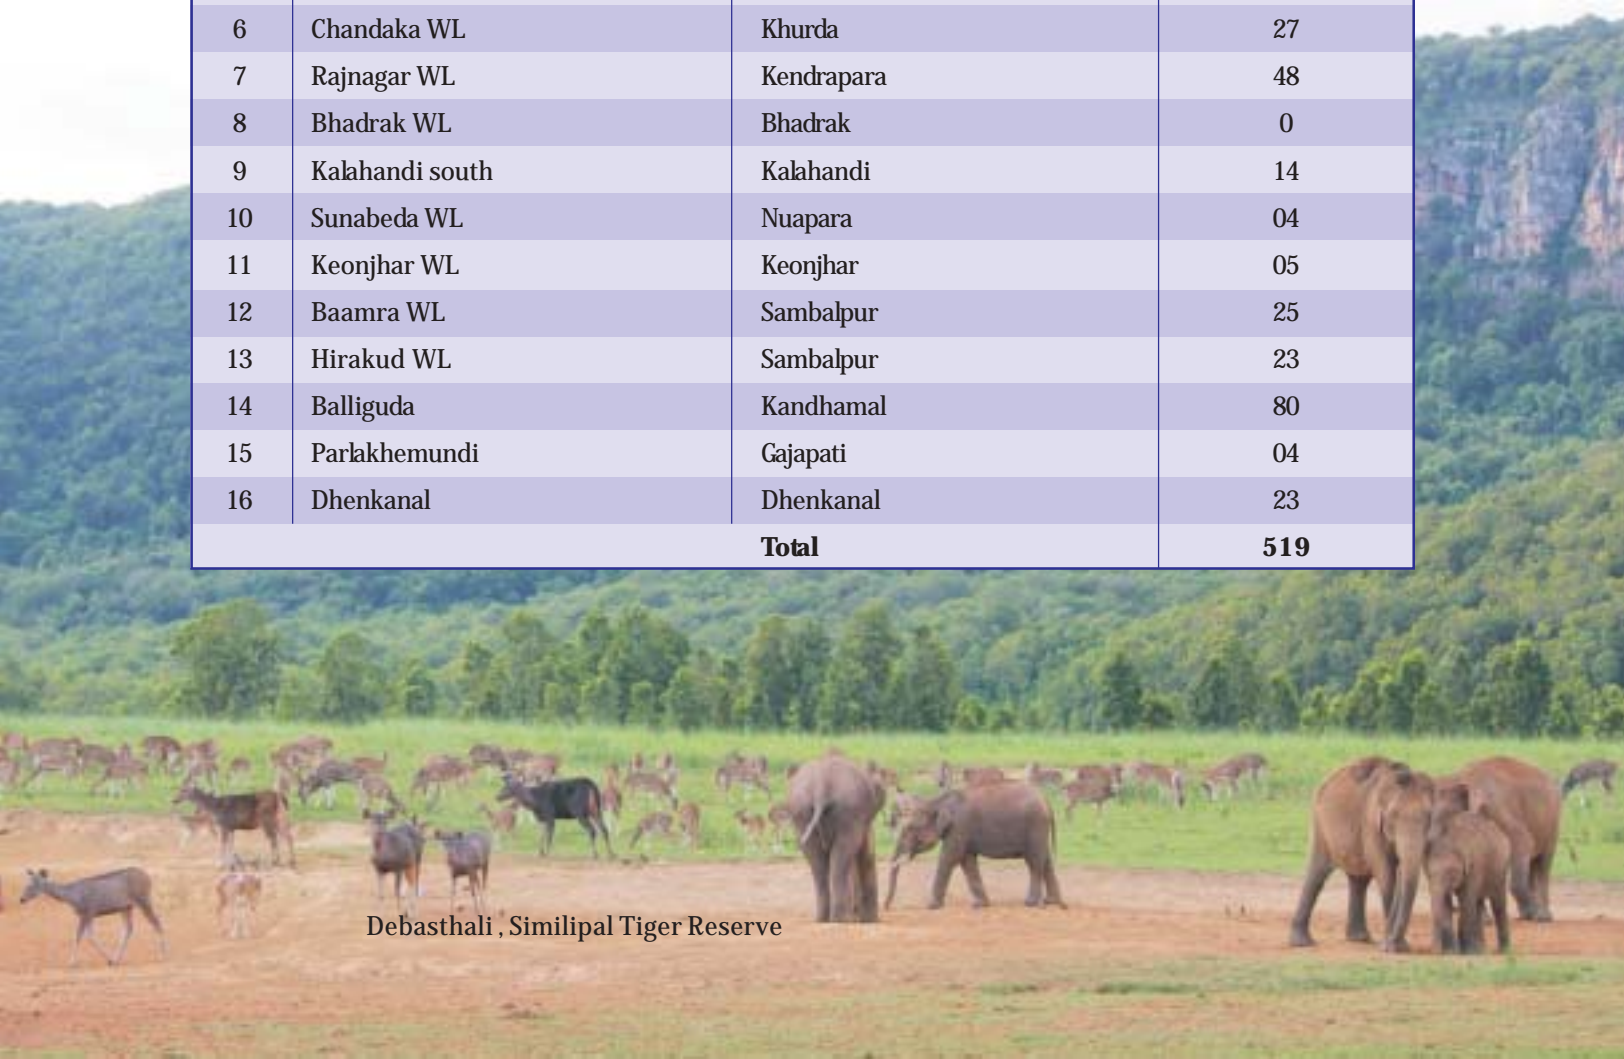 6 Chandaka WL Khurda 27
7 Rajnagar WL Kendrapara 48
8 Bhadrak WL Bhadrak 0
9 Kalahandi south Kalahandi 14
10 Sunabeda WL Nuapara 04
11 Keonjhar WL Keonjhar 05
12 Baamra WL Sambalpur 25
13 Hirakud WL Sambalpur 23
14 Balliguda Kandhamal 80
15 Parlakhemundi Gajapati 04
16 Dhenkanal Dhenkanal 23
Total 519
Debasthali , Similipal Tiger Reserve